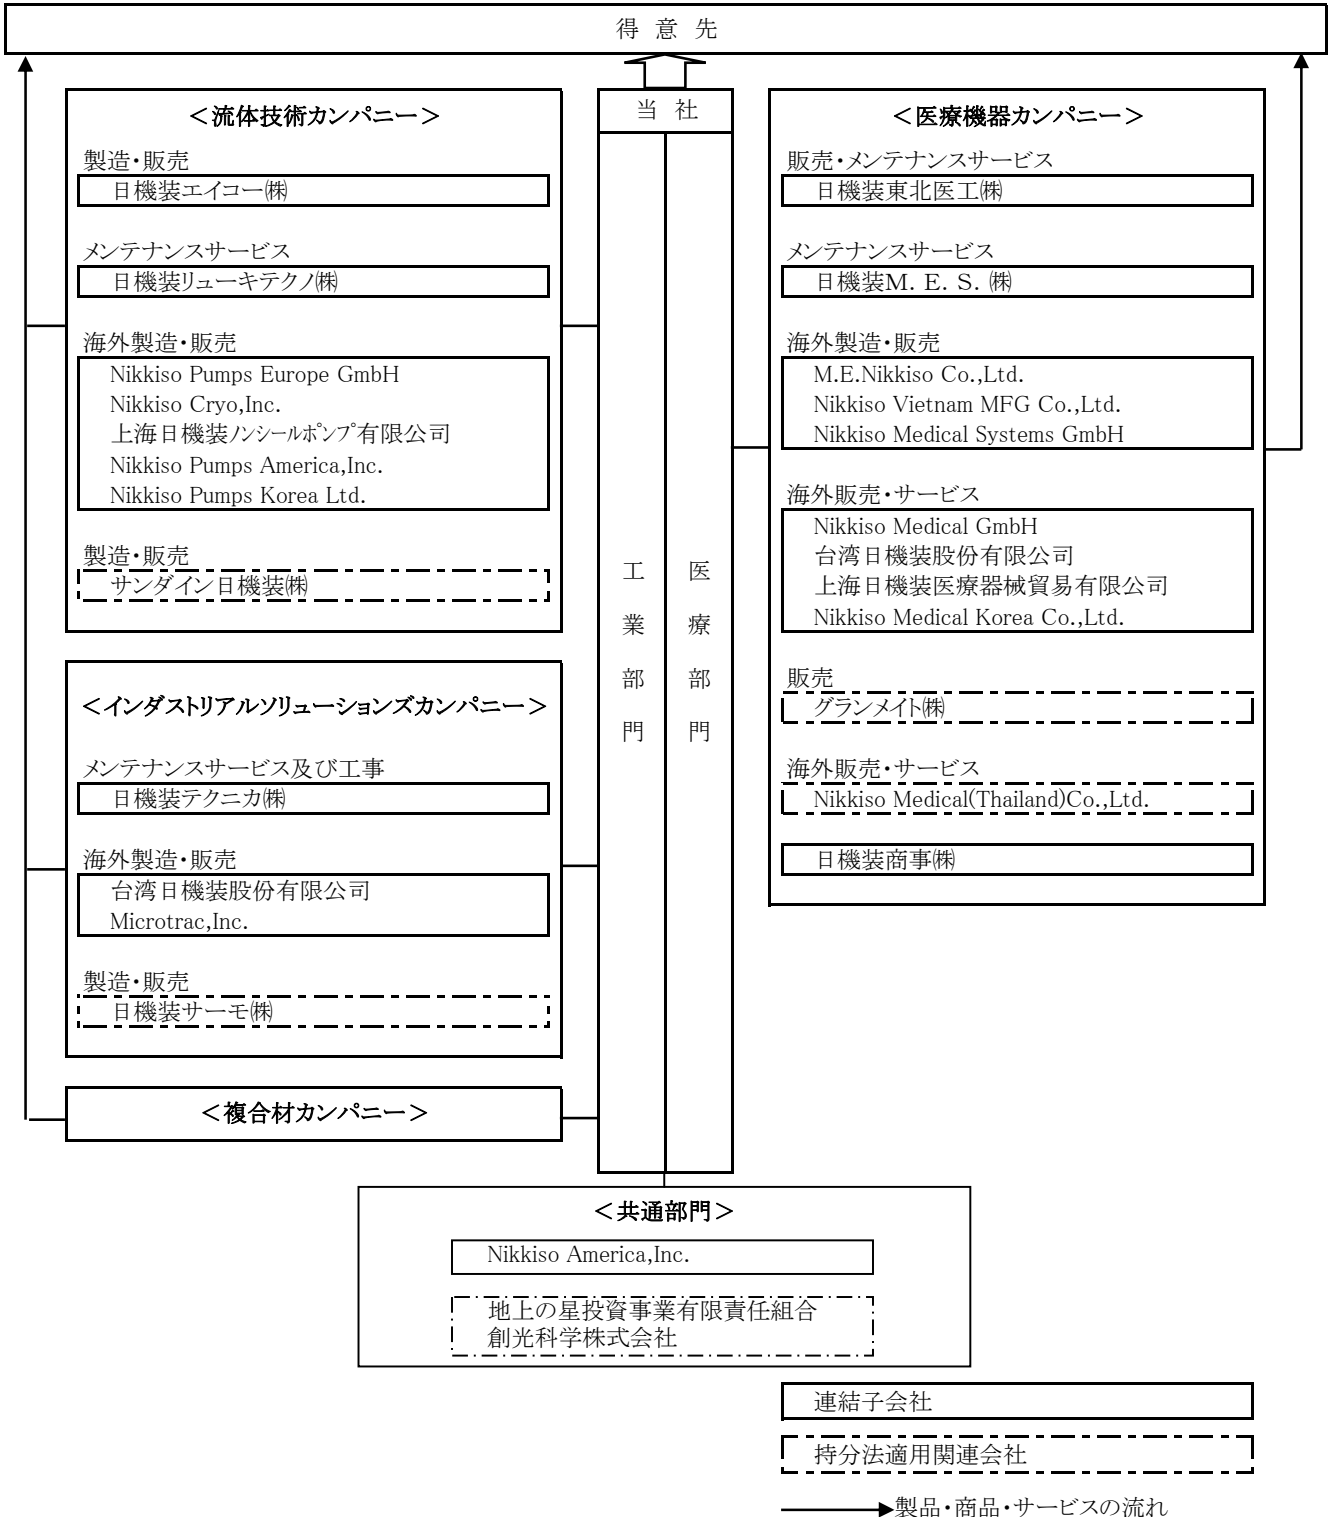 得 意 先
当 社
工業部門
医療部門
＜流体技術カンパニー＞
製造・販売
日機装エイコー㈱
メンテナンスサービス
日機装リューキテクノ㈱
海外製造・販売
Nikkiso Pumps Europe GmbH
Nikkiso Cryo,Inc.
上海日機装ﾉﾝｼｰﾙﾎﾟﾝﾌﾟ有限公司
Nikkiso Pumps America,Inc.
Nikkiso Pumps Korea Ltd.
製造・販売
サンダイン日機装㈱
＜インダストリアルソリューションズカンパニー＞
メンテナンスサービス及び工事
日機装テクニカ㈱
海外製造・販売
台湾日機装股份有限公司
Microtrac,Inc.
製造・販売
日機装サーモ㈱
＜複合材カンパニー＞
＜医療機器カンパニー＞
販売・メンテナンスサービス
日機装東北医工㈱
メンテナンスサービス
日機装M. E. S. ㈱
海外製造・販売
M.E.Nikkiso Co.,Ltd.
Nikkiso Vietnam MFG Co.,Ltd.
Nikkiso Medical Systems GmbH
海外販売・サービス
Nikkiso Medical GmbH
台湾日機装股份有限公司
上海日機装医療器械貿易有限公司
Nikkiso Medical Korea Co.,Ltd.
販売
グランメイト㈱
海外販売・サービス
Nikkiso Medical(Thailand)Co.,Ltd.
日機装商事㈱
＜共通部門＞
Nikkiso America,Inc.
地上の星投資事業有限責任組合
創光科学株式会社
連結子会社
持分法適用関連会社
製品・商品・サービスの流れ